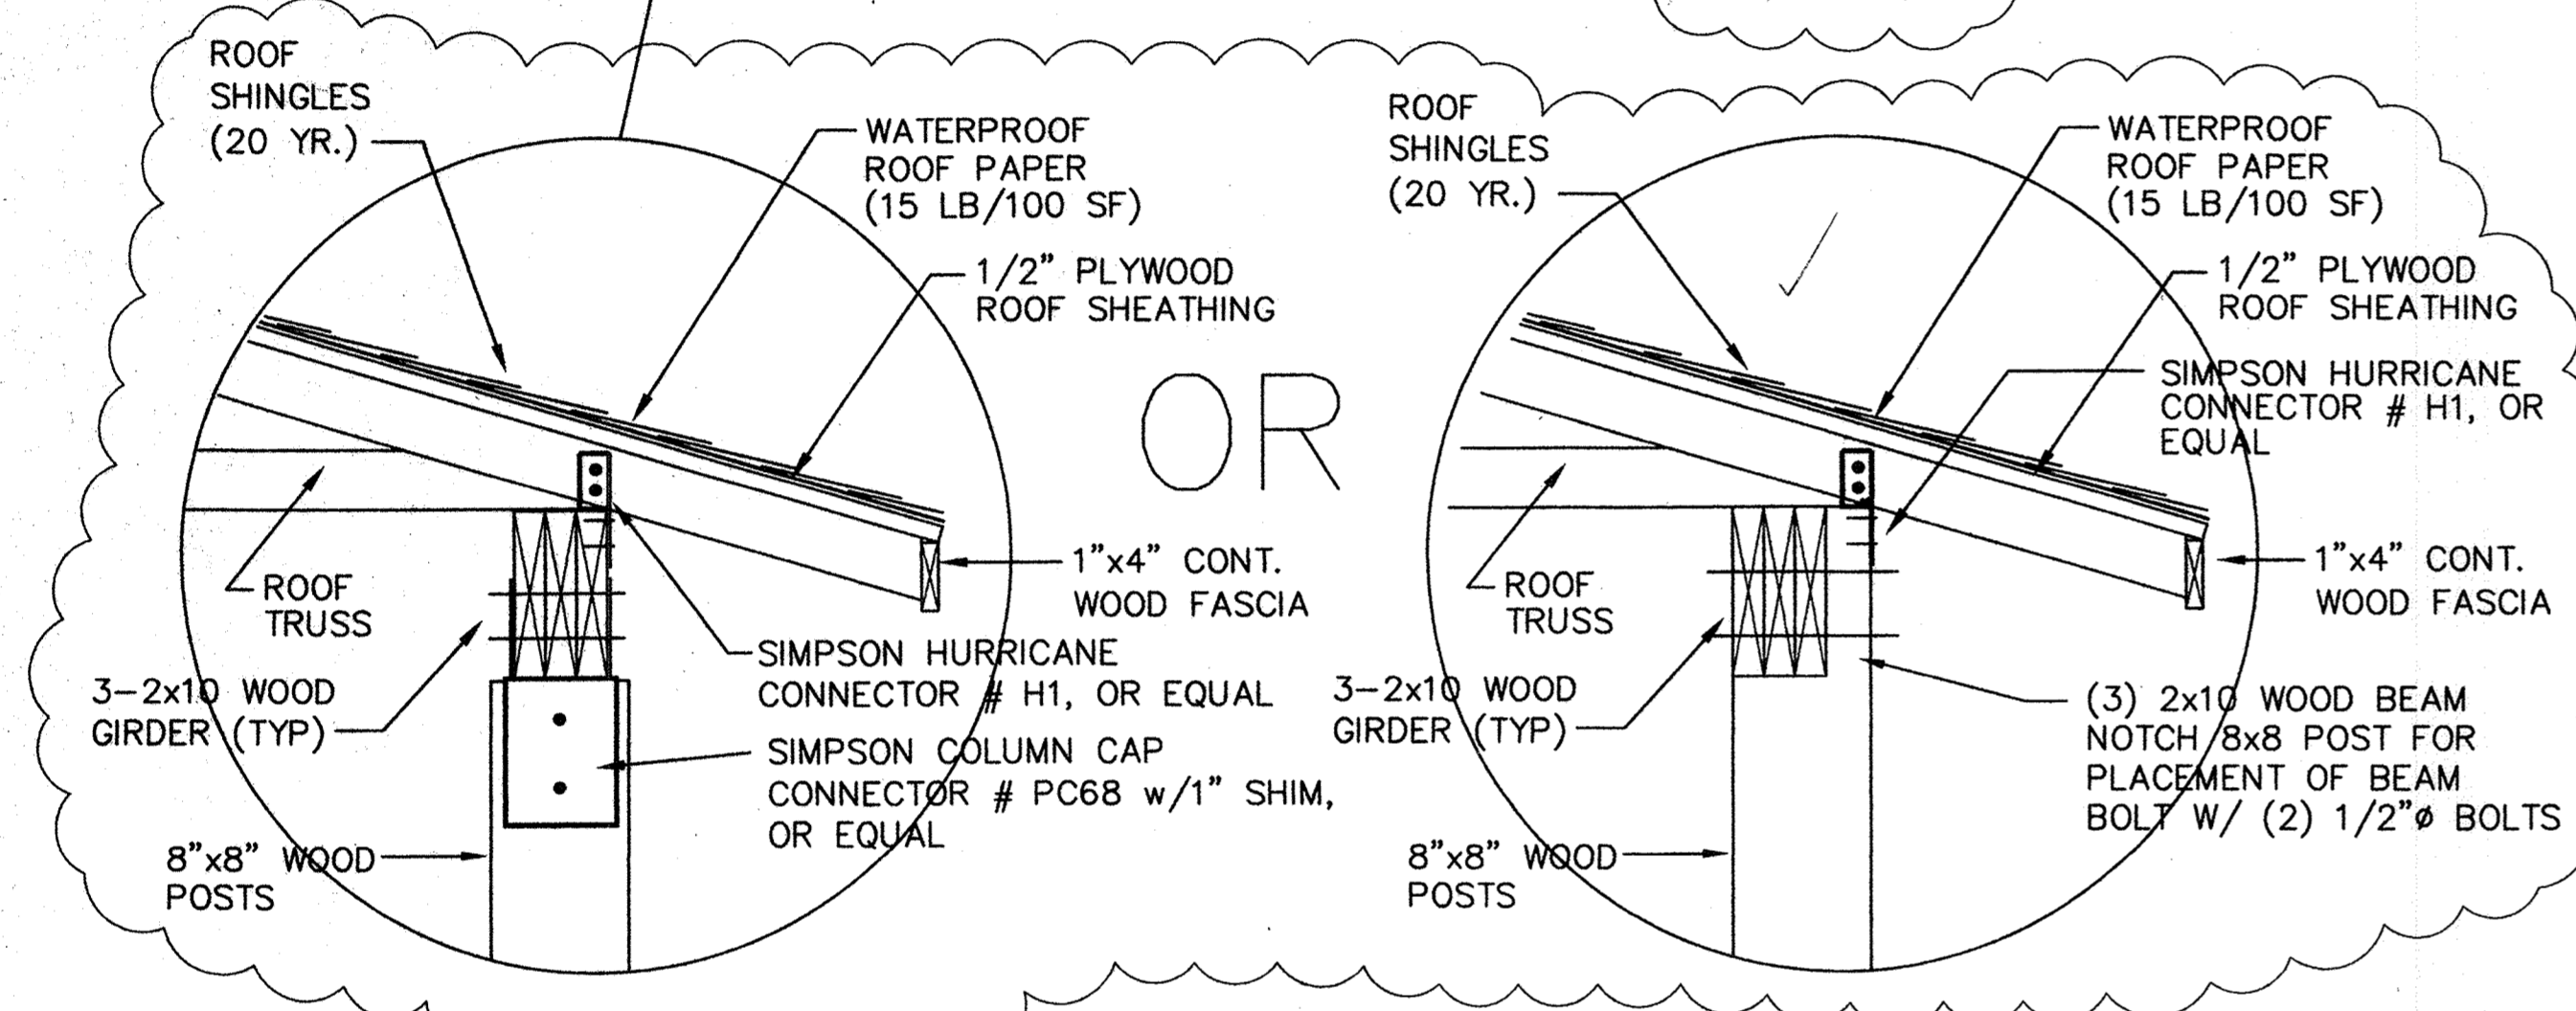 ROOF
SHINGLES
(20 YR.)
WATERPROOF
ROOF PAPER
(15 LB/100 SF)
1/2” PLYWOOD
ROOF SHEATHING
1”x4” CONT.
WOOD FASCIA
ROOF
TRUSS
SIMPSON HURRICANE
CONNECTOR # H1, OR EQUAL
3-2x10 WOOD
GIRDER (TYP)
SIMPSON COLUMN CAP
CONNECTOR # PC68 w/1” SHIM,
OR EQUAL
8”x8” WOOD
POSTS
OR
ROOF
SHINGLES
(20 YR.)
WATERPROOF
ROOF PAPER
(15 LB/100 SF)
1/2” PLYWOOD
ROOF SHEATHING
SIMPSON HURRICANE
CONNECTOR # H1, OR
EQUAL
1”x4” CONT.
WOOD FASCIA
ROOF
TRUSS
3-2x10 WOOD
GIRDER (TYP)
(3) 2x10 WOOD BEAM
NOTCH 8x8 POST FOR
PLACEMENT OF BEAM
BOLT W/ (2) 1/2”ø BOLTS
8”x8” WOOD
POSTS